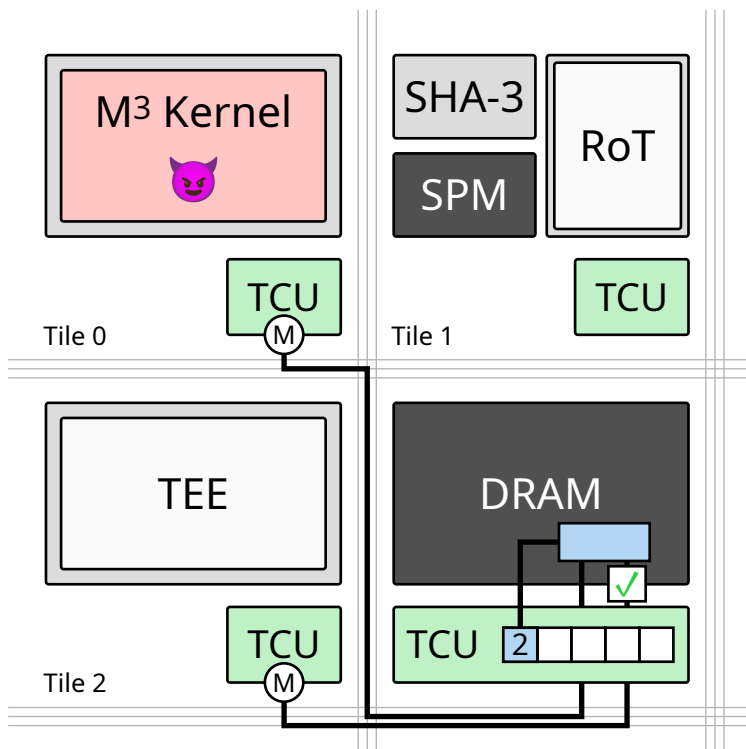 M³ Kernel
TCU
M
Tile 0
SHA-3
SPM
RoT
TCU
Tile 1
TEE
TCU
M
Tile 2
DRAM
TCU
2